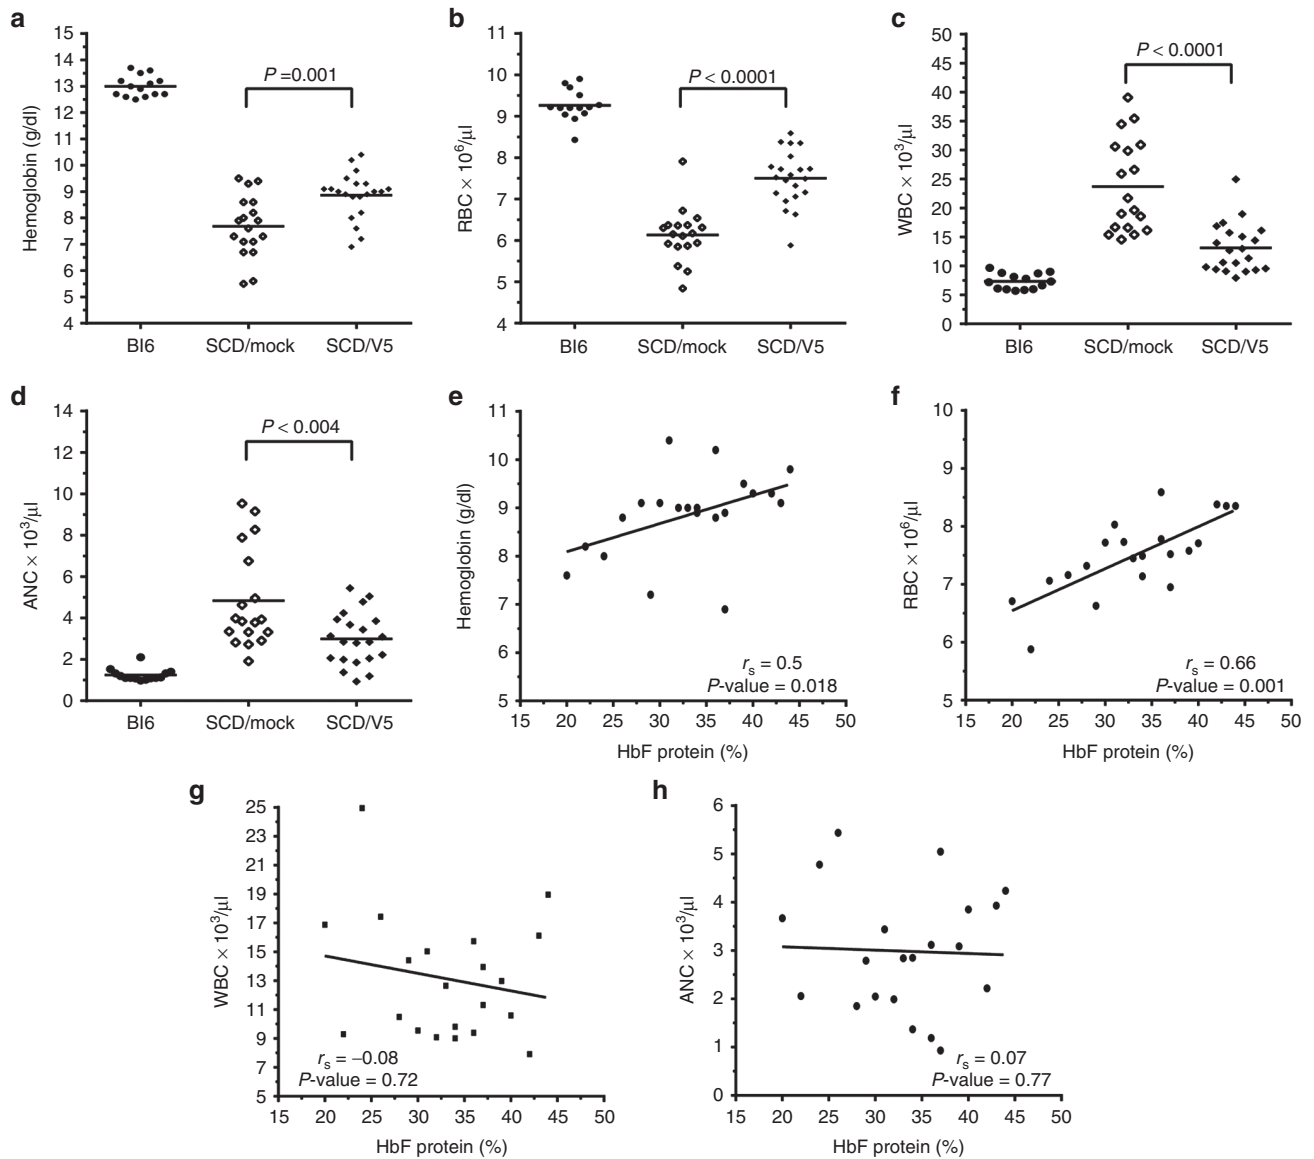 a
15
14
13
12
11
10
9
8
7
6
5
4
Hemoglobin (g/dl)
P =0.001
BI6 SCD/mock SCD/V5
b
11
10
9
8
7
6
5
4
RBC × 10⁶/µl
P < 0.0001
BI6 SCD/mock SCD/V5
c
50
45
40
35
30
25
20
15
10
5
0
WBC × 10³/µl
P < 0.0001
BI6 SCD/mock SCD/V5
d
14
12
10
8
6
4
2
0
ANC × 10³/µl
P < 0.004
BI6 SCD/mock SCD/V5
e
11
10
9
8
7
6
5
Hemoglobin (g/dl)
rs = 0.5
P-value = 0.018
15 20 25 30 35 40 45 50
HbF protein (%)
f
10
9
8
7
6
5
RBC × 10⁶/µl
rs = 0.66
P-value = 0.001
15 20 25 30 35 40 45 50
HbF protein (%)
g
25
23
21
19
17
15
13
11
9
7
5
WBC × 10³/µl
rs = −0.08
P-value = 0.72
15 20 25 30 35 40 45 50
HbF protein (%)
h
6
5
4
3
2
1
0
ANC × 10³/µl
rs = 0.07
P-value = 0.77
15 20 25 30 35 40 45 50
HbF protein (%)